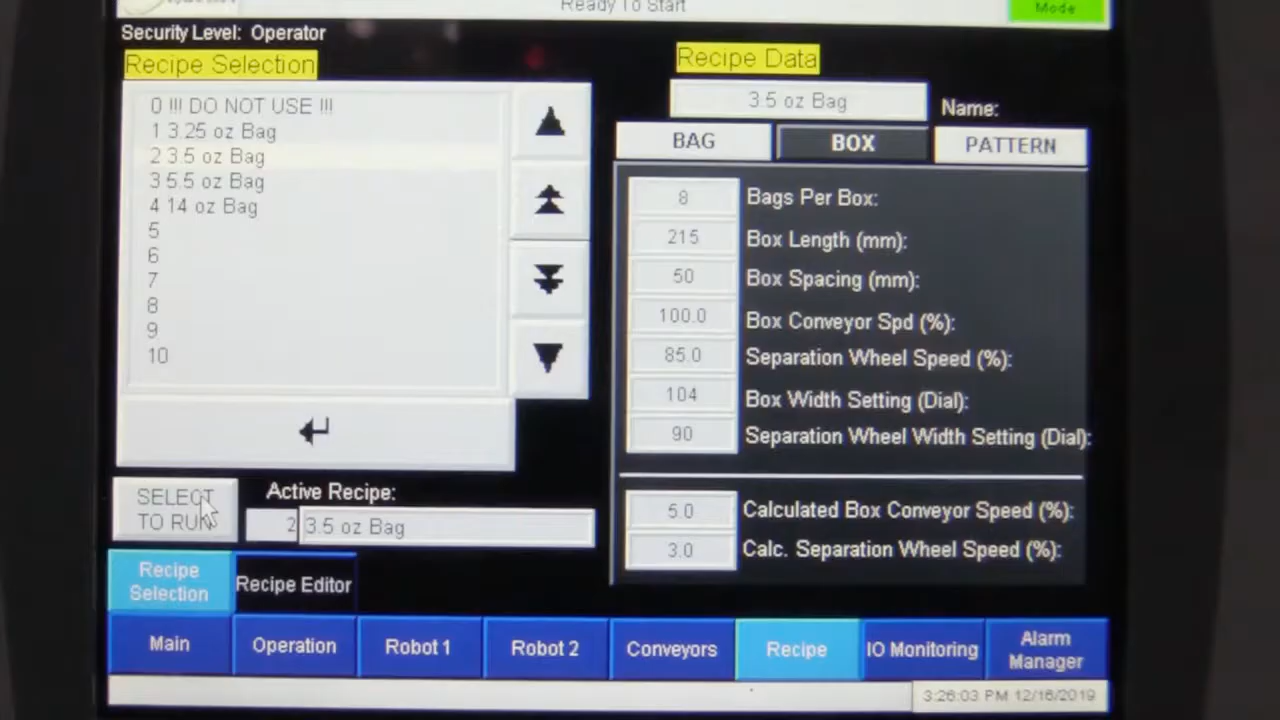 Ready To Start
Mode
Security Level: Operator
Recipe Selection
0 !!! DO NOT USE !!!
1 3.25 oz Bag
2 3.5 oz Bag
3 5.5 oz Bag
4 14 oz Bag
5
6
7
8
9
10
SELECT
TO RUN
Active Recipe:
2 3.5 oz Bag
Recipe Data
3.5 oz Bag Name:
BAG BOX PATTERN
8 Bags Per Box:
215 Box Length (mm):
50 Box Spacing (mm):
100.0 Box Conveyor Spd (%):
85.0 Separation Wheel Speed (%):
104 Box Width Setting (Dial):
90 Separation Wheel Width Setting (Dial):
5.0 Calculated Box Conveyor Speed (%):
3.0 Calc. Separation Wheel Speed (%):
Recipe
Selection
Recipe Editor
Main Operation Robot 1 Robot 2 Conveyors Recipe IO Monitoring
Alarm
Manager
3:26:03 PM 12/16/2019